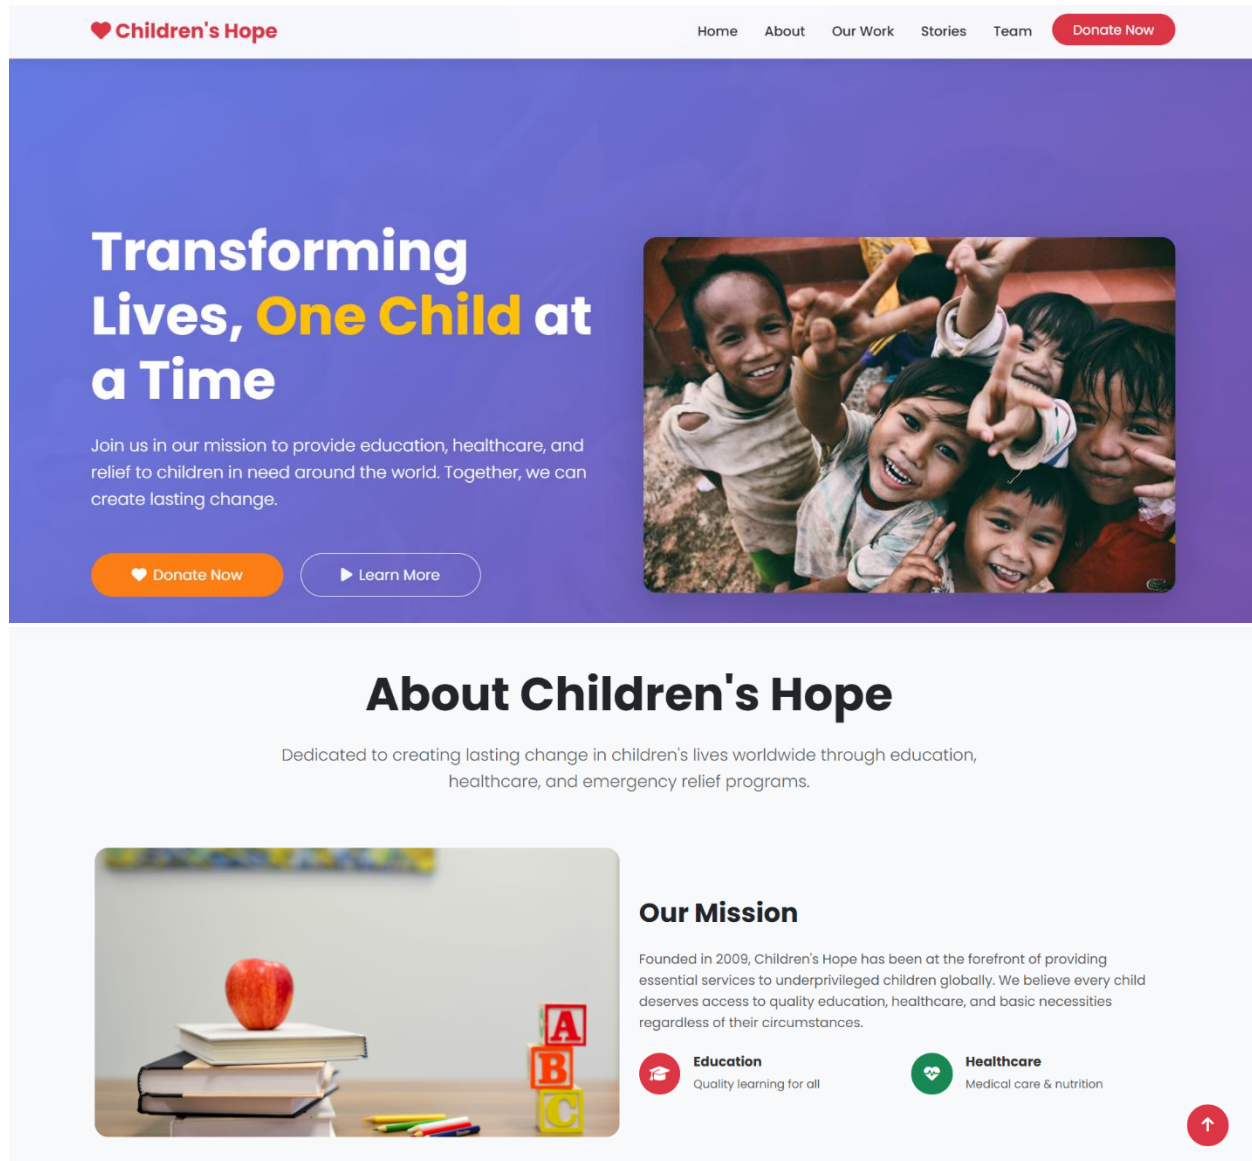 Children's Hope
Home About Our Work Stories Team Donate Now
Transforming
Lives, One Child at
a Time
Join us in our mission to provide education, healthcare, and
relief to children in need around the world. Together, we can
create lasting change.
Donate Now Learn More
About Children's Hope
Dedicated to creating lasting change in children's lives worldwide through education,
healthcare, and emergency relief programs.
A
B
C
Our Mission
Founded in 2009, Children's Hope has been at the forefront of providing
essential services to underprivileged children globally. We believe every child
deserves access to quality education, healthcare, and basic necessities
regardless of their circumstances.
Education
Quality learning for all
Healthcare
Medical care & nutrition